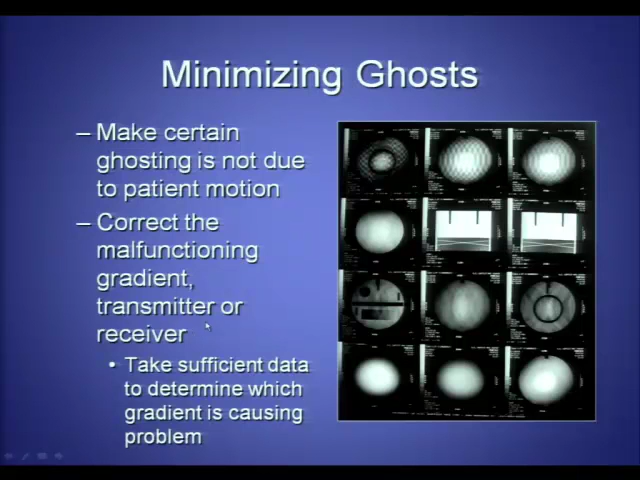 Minimizing Ghosts
– Make certain
ghosting is not due
to patient motion
– Correct the
malfunctioning
gradient,
transmitter or
receiver
• Take sufficient data
to determine which
gradient is causing
problem